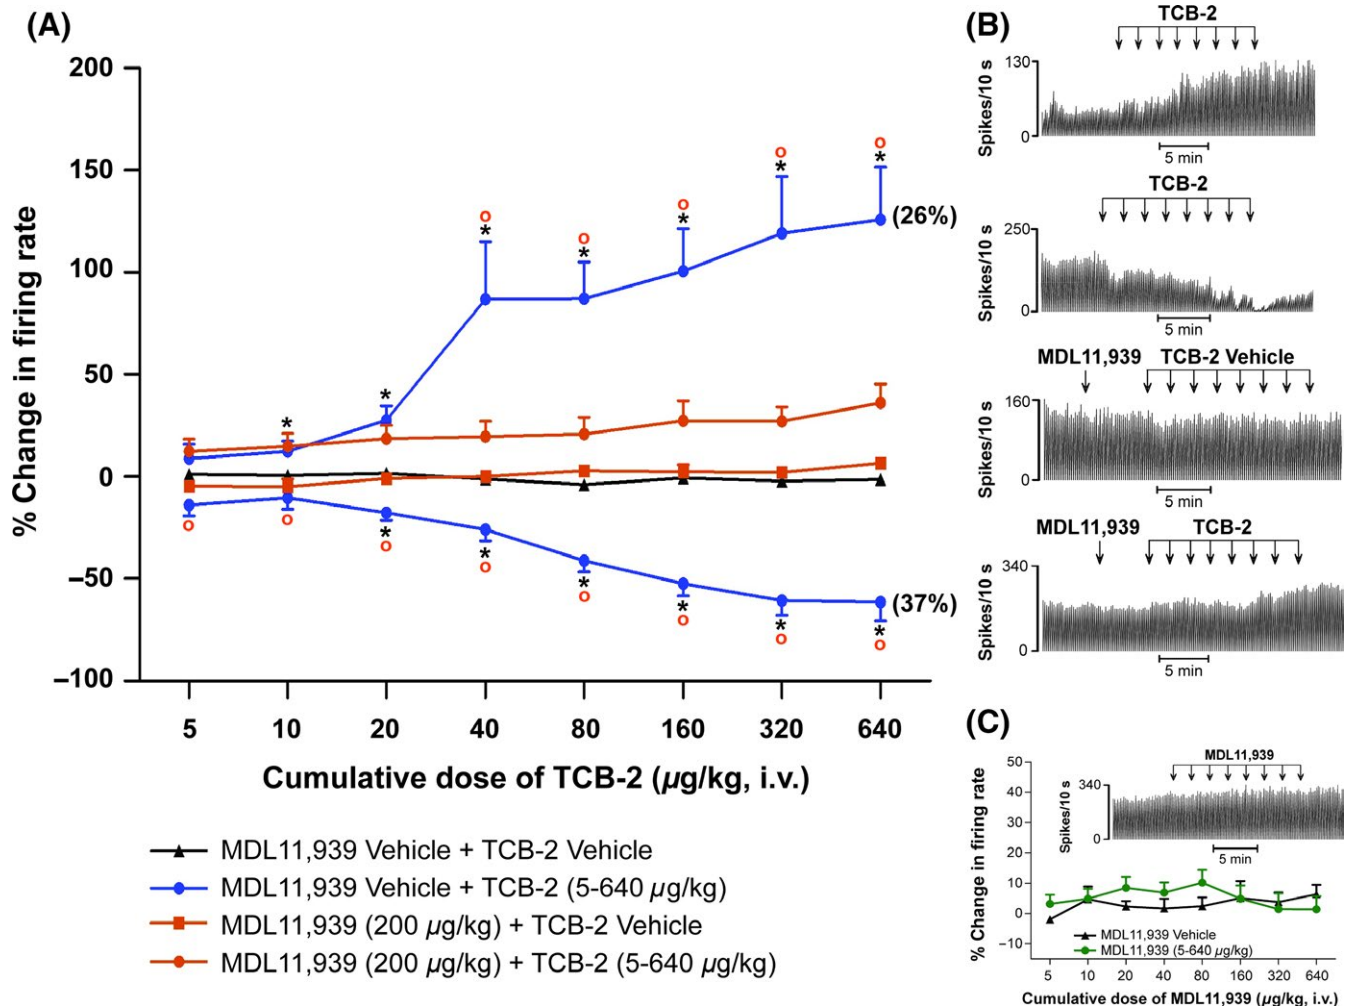 (A)
200
150
100
50
0
−50
−100
% Change in firing rate
o
*
o
*
o
*
o
*
o
*
*
*
(26%)
o
o
*
o
*
o
*
o
*
o
*
o
*
o
(37%)
5 10 20 40 80 160 320 640
Cumulative dose of TCB-2 (µg/kg, i.v.)
MDL11,939 Vehicle + TCB-2 Vehicle
MDL11,939 Vehicle + TCB-2 (5-640 µg/kg)
MDL11,939 (200 µg/kg) + TCB-2 Vehicle
MDL11,939 (200 µg/kg) + TCB-2 (5-640 µg/kg)
(B)
TCB-2
130
0
Spikes/10 s
5 min
TCB-2
250
0
Spikes/10 s
5 min
MDL11,939 TCB-2 Vehicle
160
0
Spikes/10 s
5 min
MDL11,939 TCB-2
340
0
Spikes/10 s
5 min
(C)
50
40
30
20
10
0
−10
% Change in firing rate
MDL11,939
340
0
Spikes/10 s
5 min
MDL11,939 Vehicle
MDL11,939 (5-640 µg/kg)
5 10 20 40 80 160 320 640
Cumulative dose of MDL11,939 (µg/kg, i.v.)